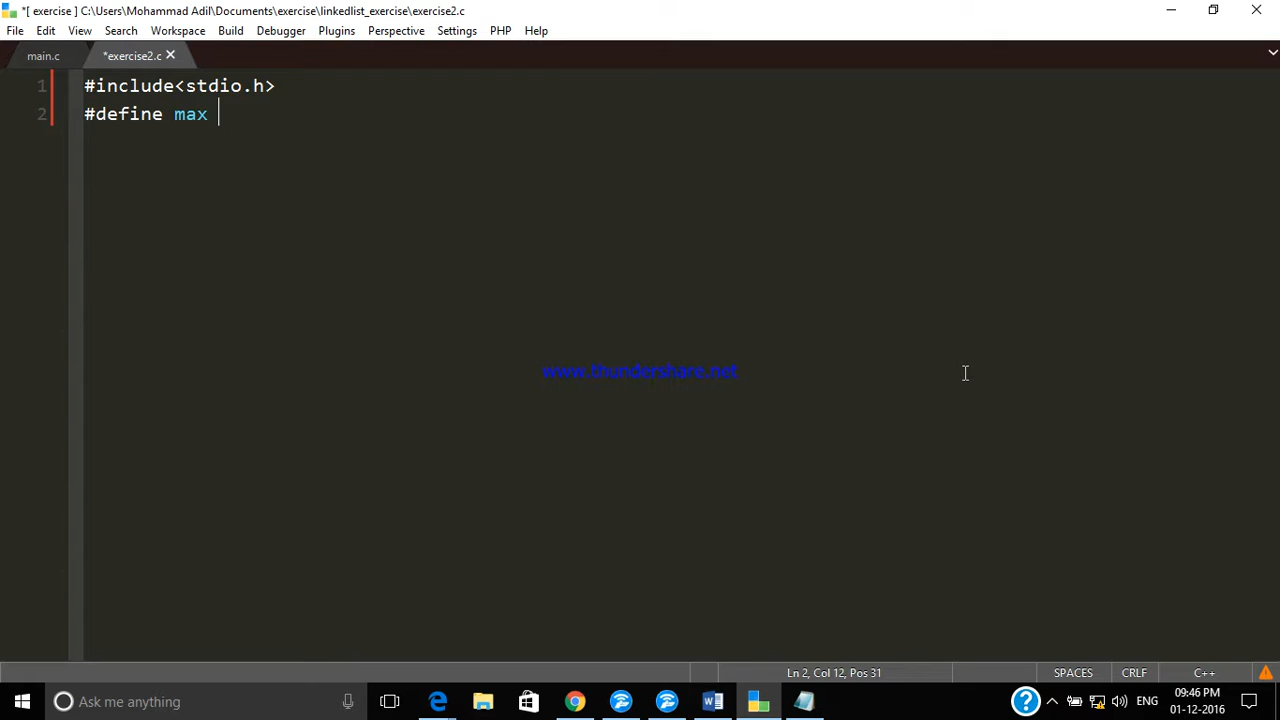 *[ exercise ] C:\Users\Mohammad Adil\Documents\exercise\linkedlist_exercise\exercise2.c
File Edit View Search Workspace Build Debugger Plugins Perspective Settings PHP Help
main.c *exercise2.c
1 #include<stdio.h>
2 #define max
www.thundershare.net
Ln 2, Col 12, Pos 31 SPACES CRLF C++
Ask me anything ENG 09:46 PM
01-12-2016